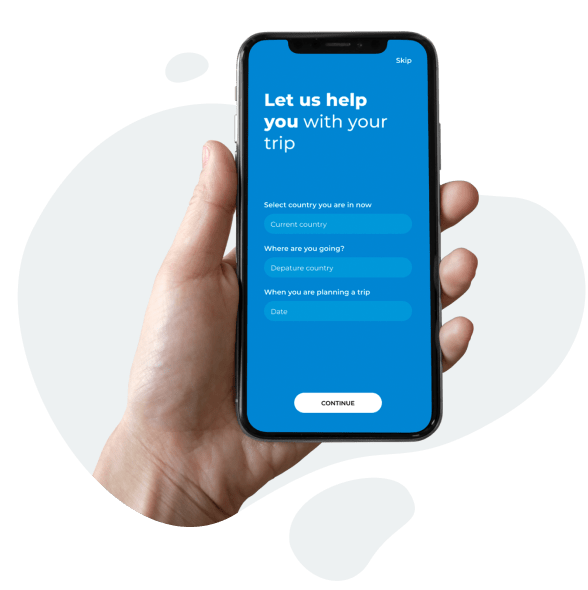 Skip
Let us help
you with your
trip
Select country you are in now
Current country
Where are you going?
Depature country
When you are planning a trip
Date
CONTINUE